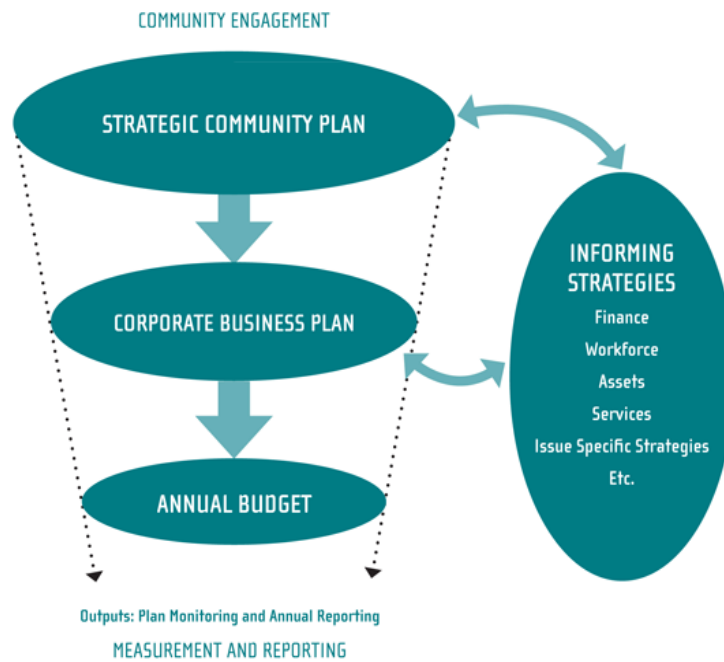 COMMUNITY ENGAGEMENT
STRATEGIC COMMUNITY PLAN
CORPORATE BUSINESS PLAN
ANNUAL BUDGET
INFORMING
STRATEGIES
Finance
Workforce
Assets
Services
Issue Specific Strategies
Etc.
Outputs: Plan Monitoring and Annual Reporting
MEASUREMENT AND REPORTING